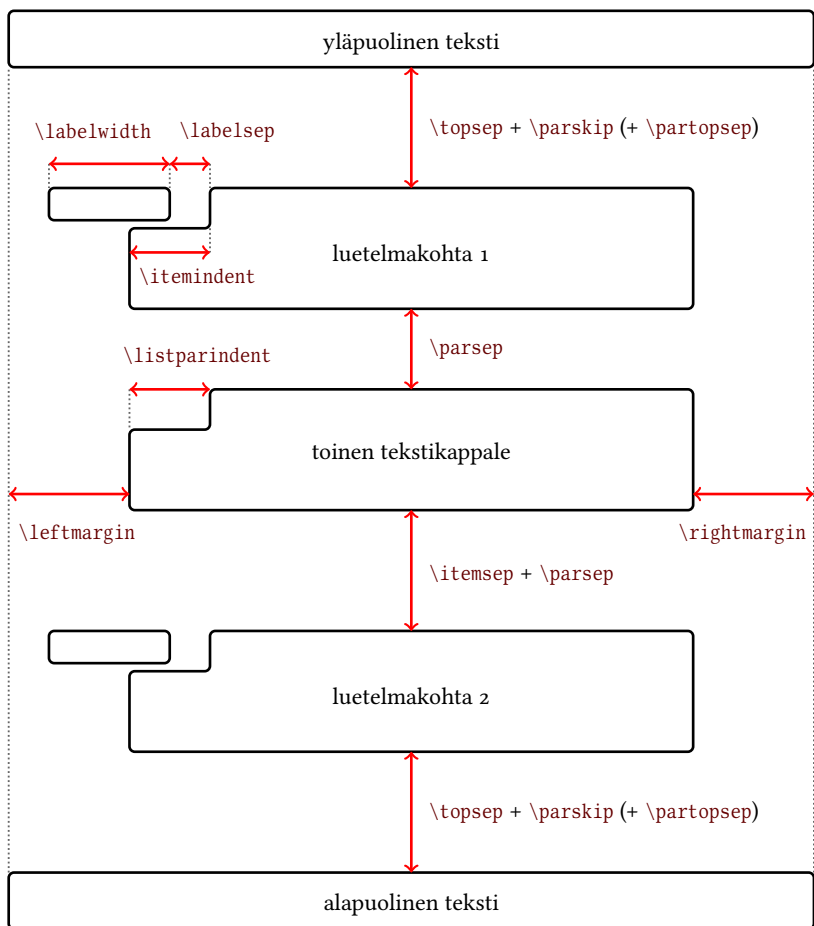 yläpuolinen teksti
\topsep + \parskip (+ \partopsep)
\labelwidth \labelsep
luetelmakohta 1
\itemindent
\parsep
\listparindent
toinen tekstikappale
\leftmargin \rightmargin
\itemsep + \parsep
luetelmakohta 2
\topsep + \parskip (+ \partopsep)
alapuolinen teksti